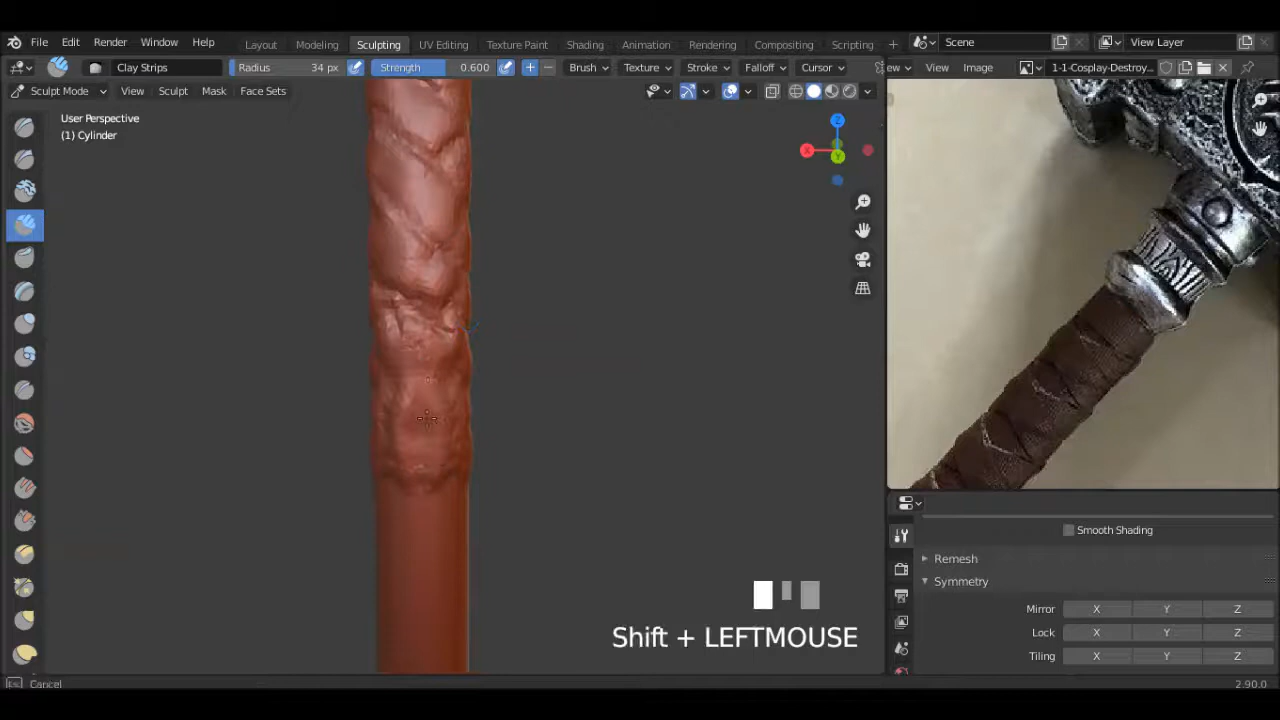 File Edit Render Window Help Layout Modeling Sculpting UV Editing Texture Paint Shading Animation Rendering Compositing Scripting + Scene View Layer
Clay Strips Radius 34 px Strength 0.600 + − Brush Texture Stroke Falloff Cursor View Image 1-1-Cosplay-Destroy...
Sculpt Mode View Sculpt Mask Face Sets
User Perspective
(1) Cylinder
Z
X
Y
Smooth Shading
Remesh
Symmetry
Mirror X Y Z
Lock X Y Z
Tiling X Y Z
Shift + LEFTMOUSE
Esc Cancel 2.90.0